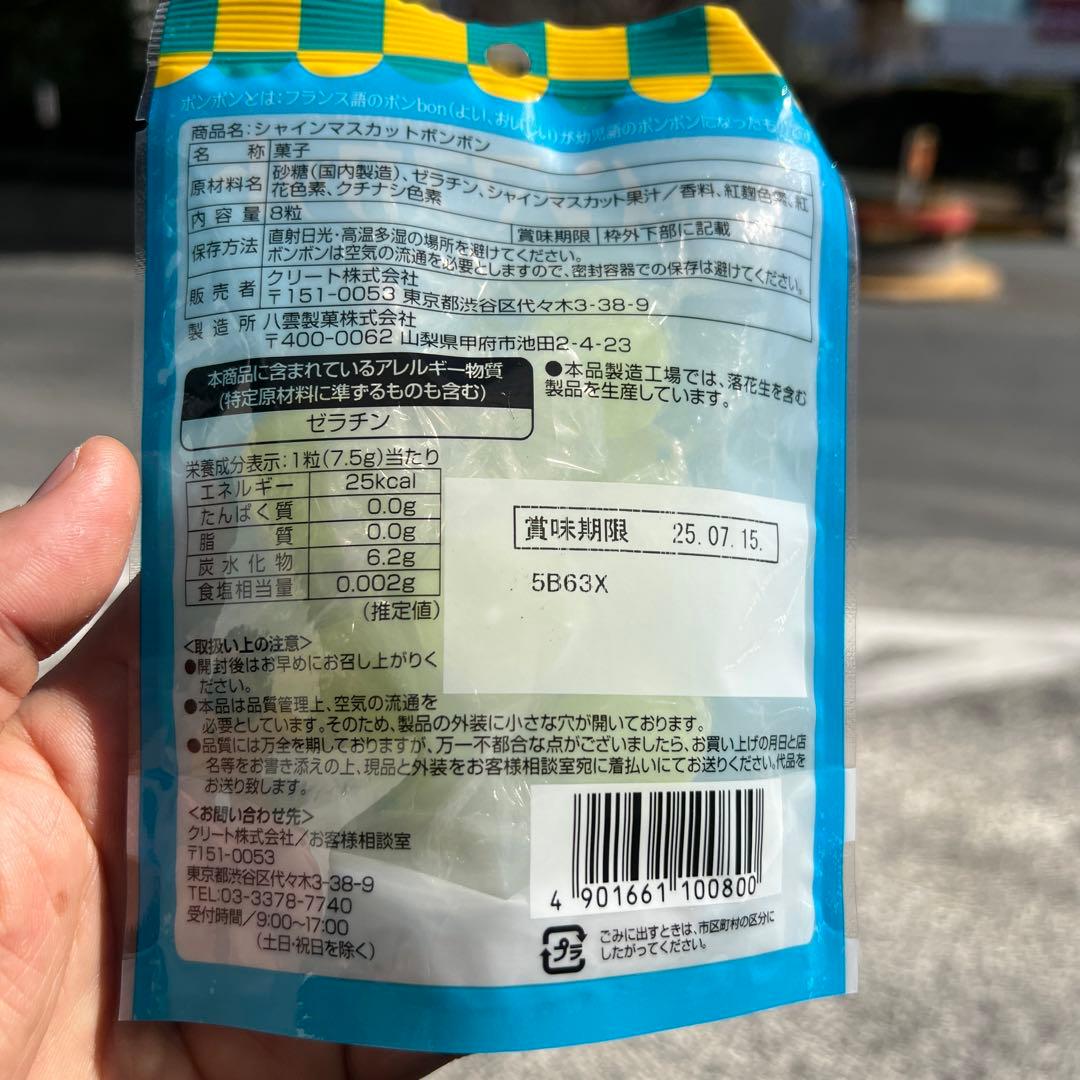 ボンボンとは:フランス語のボンbon(よい、おいしい)が幼児語のボンボンになったもの
商品名:シャインマスカットボンボン
名 称 菓子
原材料名 砂糖(国内製造)、ゼラチン、シャインマスカット果汁/香料、紅麹色素、紅
花色素、クチナシ色素
内容量 8粒 賞味期限 枠外下部に記載
保存方法 直射日光・高温多湿の場所を避けてください。
ボンボンは空気の流通を必要としますので、密封容器での保存は避けてください。
販売者 クリート株式会社
〒151-0053 東京都渋谷区代々木3-38-9
製造所 八雲製菓株式会社
〒400-0062 山梨県甲府市池田2-4-23
本商品に含まれているアレルギー物質
(特定原材料に準ずるものも含む)
ゼラチン
●本品製造工場では、落花生を含む
製品を生産しています。
栄養成分表示:1粒(7.5g)当たり
エネルギー 25kcal
たんぱく質 0.0g
脂質 0.0g
炭水化物 6.2g
食塩相当量 0.002g
(推定値)
賞味期限 25.07.15.
5B63X
<取扱い上の注意>
●開封後はお早めにお召し上がりく
ださい。
●本品は品質管理上、空気の流通を
必要としています。そのため、製品の外装に小さな穴が開いております。
●品質には万全を期しておりますが、万一不都合な点がございましたら、お買い上げの月日と店
名等をお書き添えの上、現品と外装をお客様相談室宛に着払いにてお送りください。代品を
お送り致します。
<お問い合わせ先>
クリート株式会社/お客様相談室
〒151-0053
東京都渋谷区代々木3-38-9
TEL:03-3378-7740
受付時間/9:00~17:00
(土日・祝日を除く)
4 901661 100800
プラ
ごみに出すときは、市区町村の区分に
したがってください。